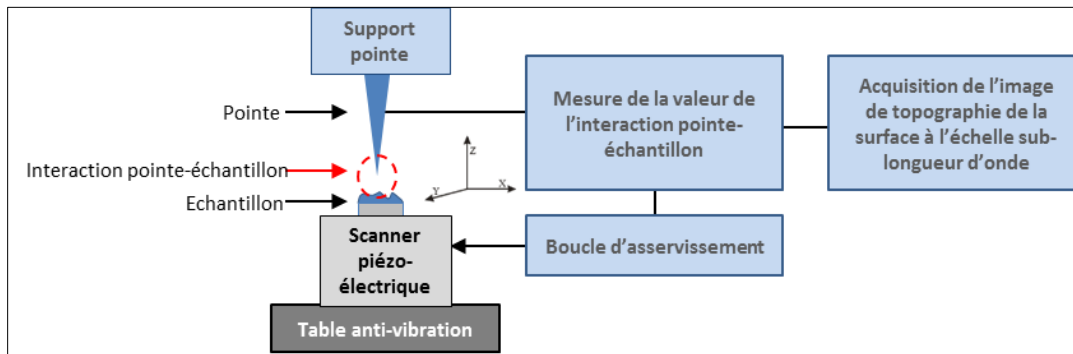 Support
pointe
Pointe
Interaction pointe-échantillon
Echantillon
Z
Y
X
Mesure de la valeur de
l’interaction pointe-
échantillon
Acquisition de l’image
de topographie de la
surface à l’échelle sub-
longueur d’onde
Scanner
piézo-
électrique
Boucle d’asservissement
Table anti-vibration